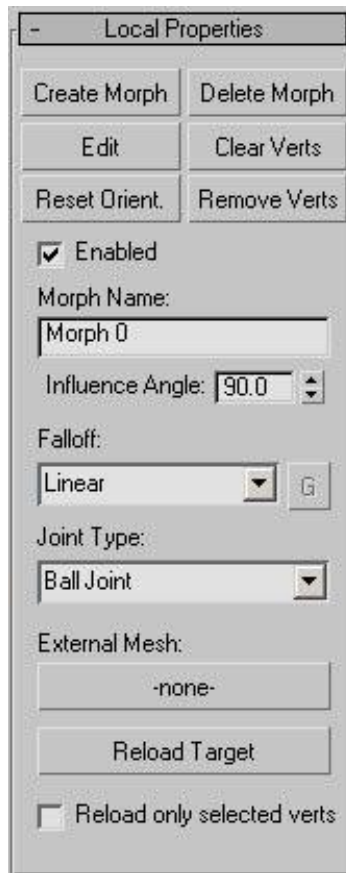 - Local Properties
Create Morph Delete Morph
Edit Clear Verts
Reset Orient. Remove Verts
Enabled
Morph Name:
Morph 0
Influence Angle: 90.0
Falloff:
Linear G
Joint Type:
Ball Joint
External Mesh:
-none-
Reload Target
Reload only selected verts